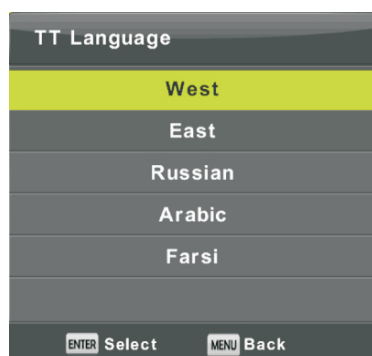 TT Language
West
East
Russian
Arabic
Farsi
ENTER Select MENU Back